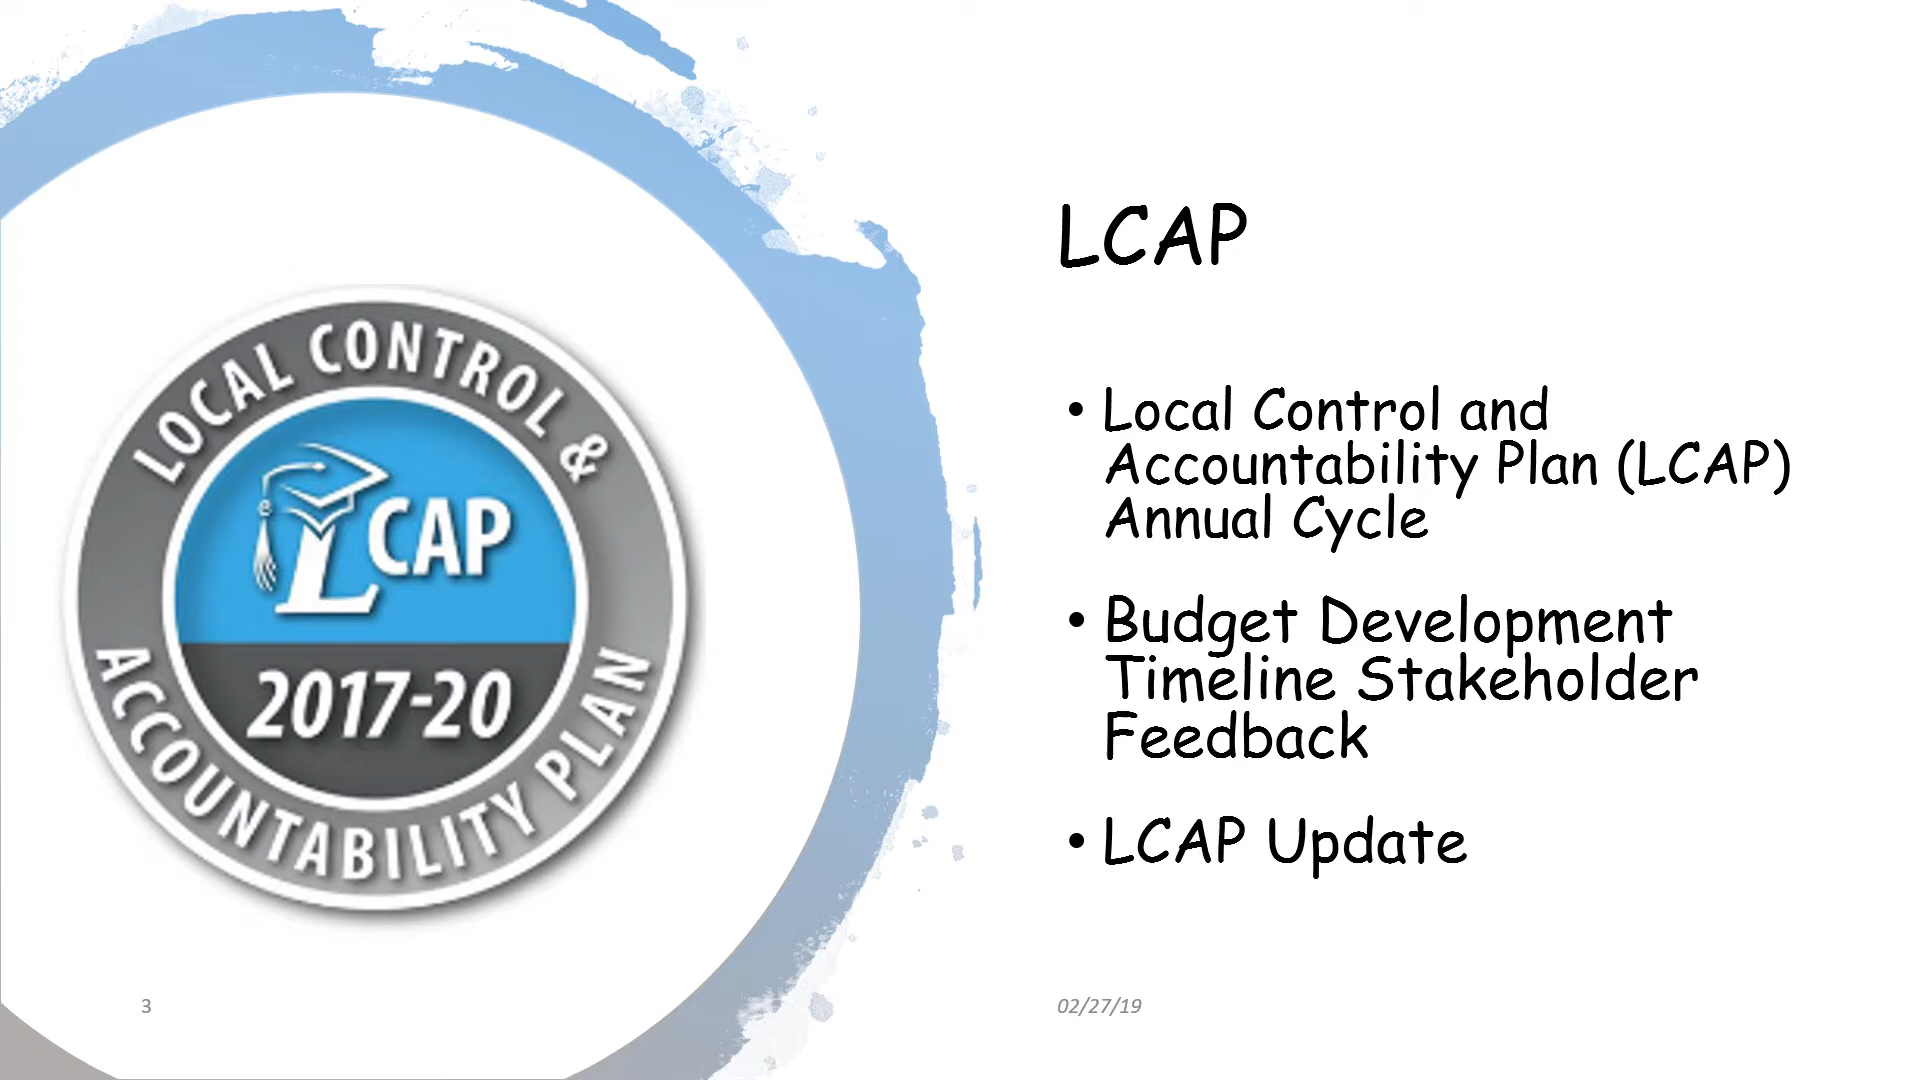 LOCAL CONTROL &
LCAP
2017-20
ACCOUNTABILITY PLAN
LCAP
• Local Control and
Accountability Plan (LCAP)
Annual Cycle
• Budget Development
Timeline Stakeholder
Feedback
• LCAP Update
3
02/27/19